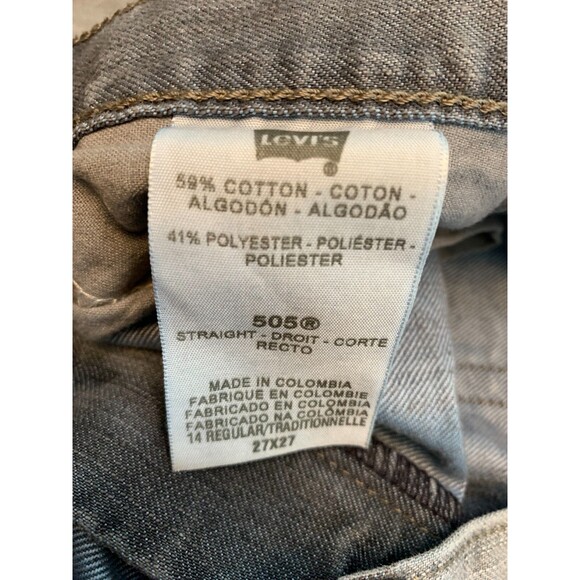 Levi's
®
59% COTTON - COTON -
ALGODÓN - ALGODÃO
41% POLYESTER - POLIÉSTER -
POLIESTER
505®
STRAIGHT - DROIT - CORTE
RECTO
MADE IN COLOMBIA
FABRIQUE EN COLOMBIE
FABRICADO EN COLOMBIA
FABRICADO NA COLÔMBIA
14 REGULAR/TRADITIONNELLE
27X27